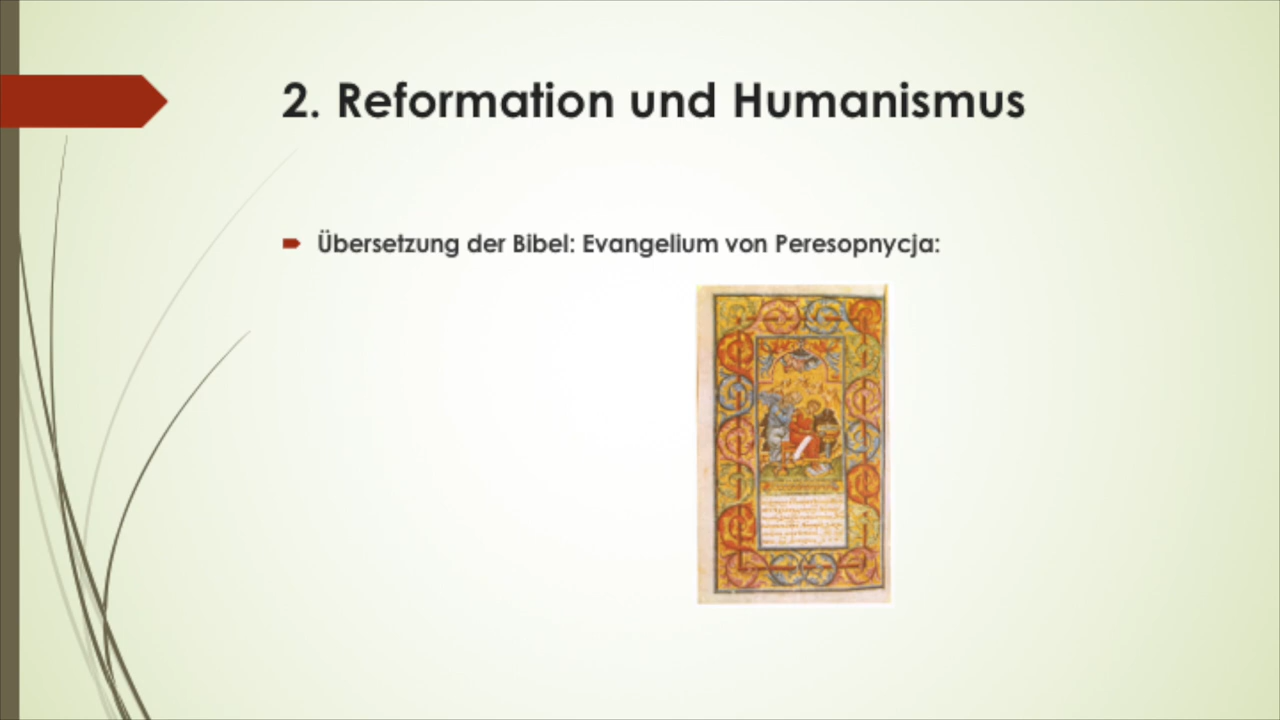 2. Reformation und Humanismus
Übersetzung der Bibel: Evangelium von Peresopnycja: